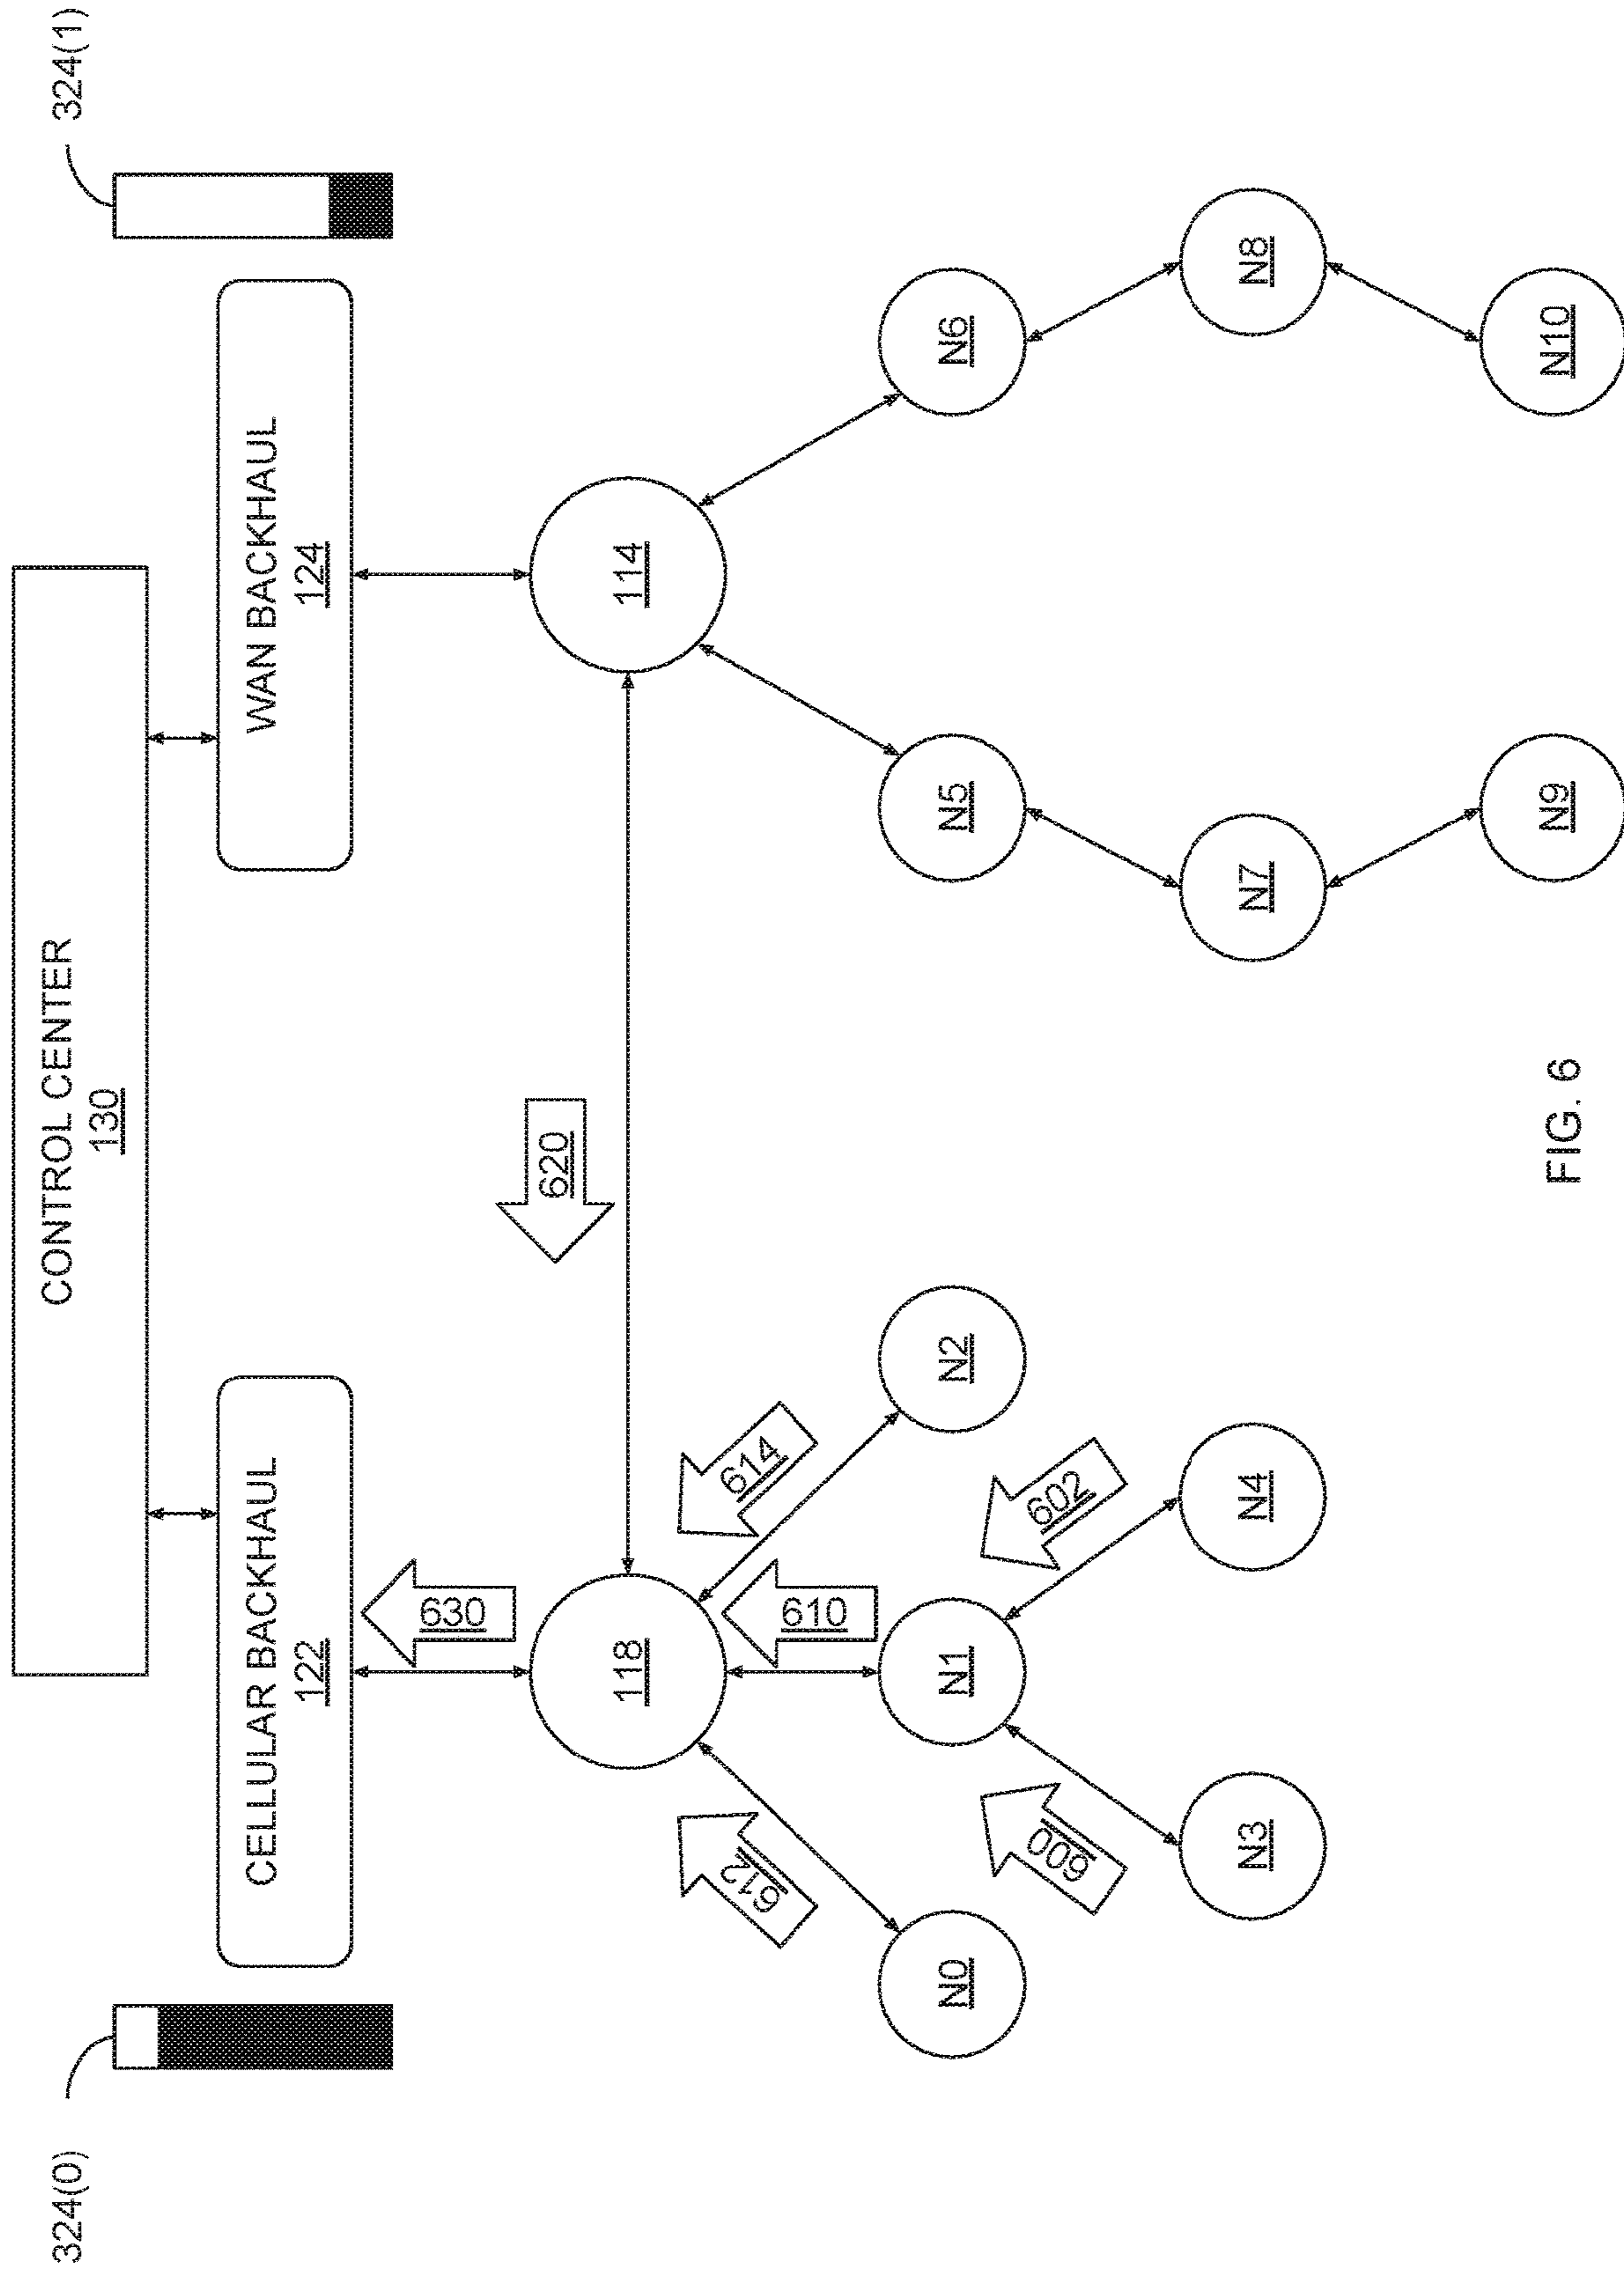 324(0)
324(1)
CONTROL CENTER
130
CELLULAR BACKHAUL
122
WAN BACKHAUL
124
630
620
118
114
612
610
614
N0
N1
N2
N5
N6
600
602
N3
N4
N7
N8
N9
N10
FIG. 6